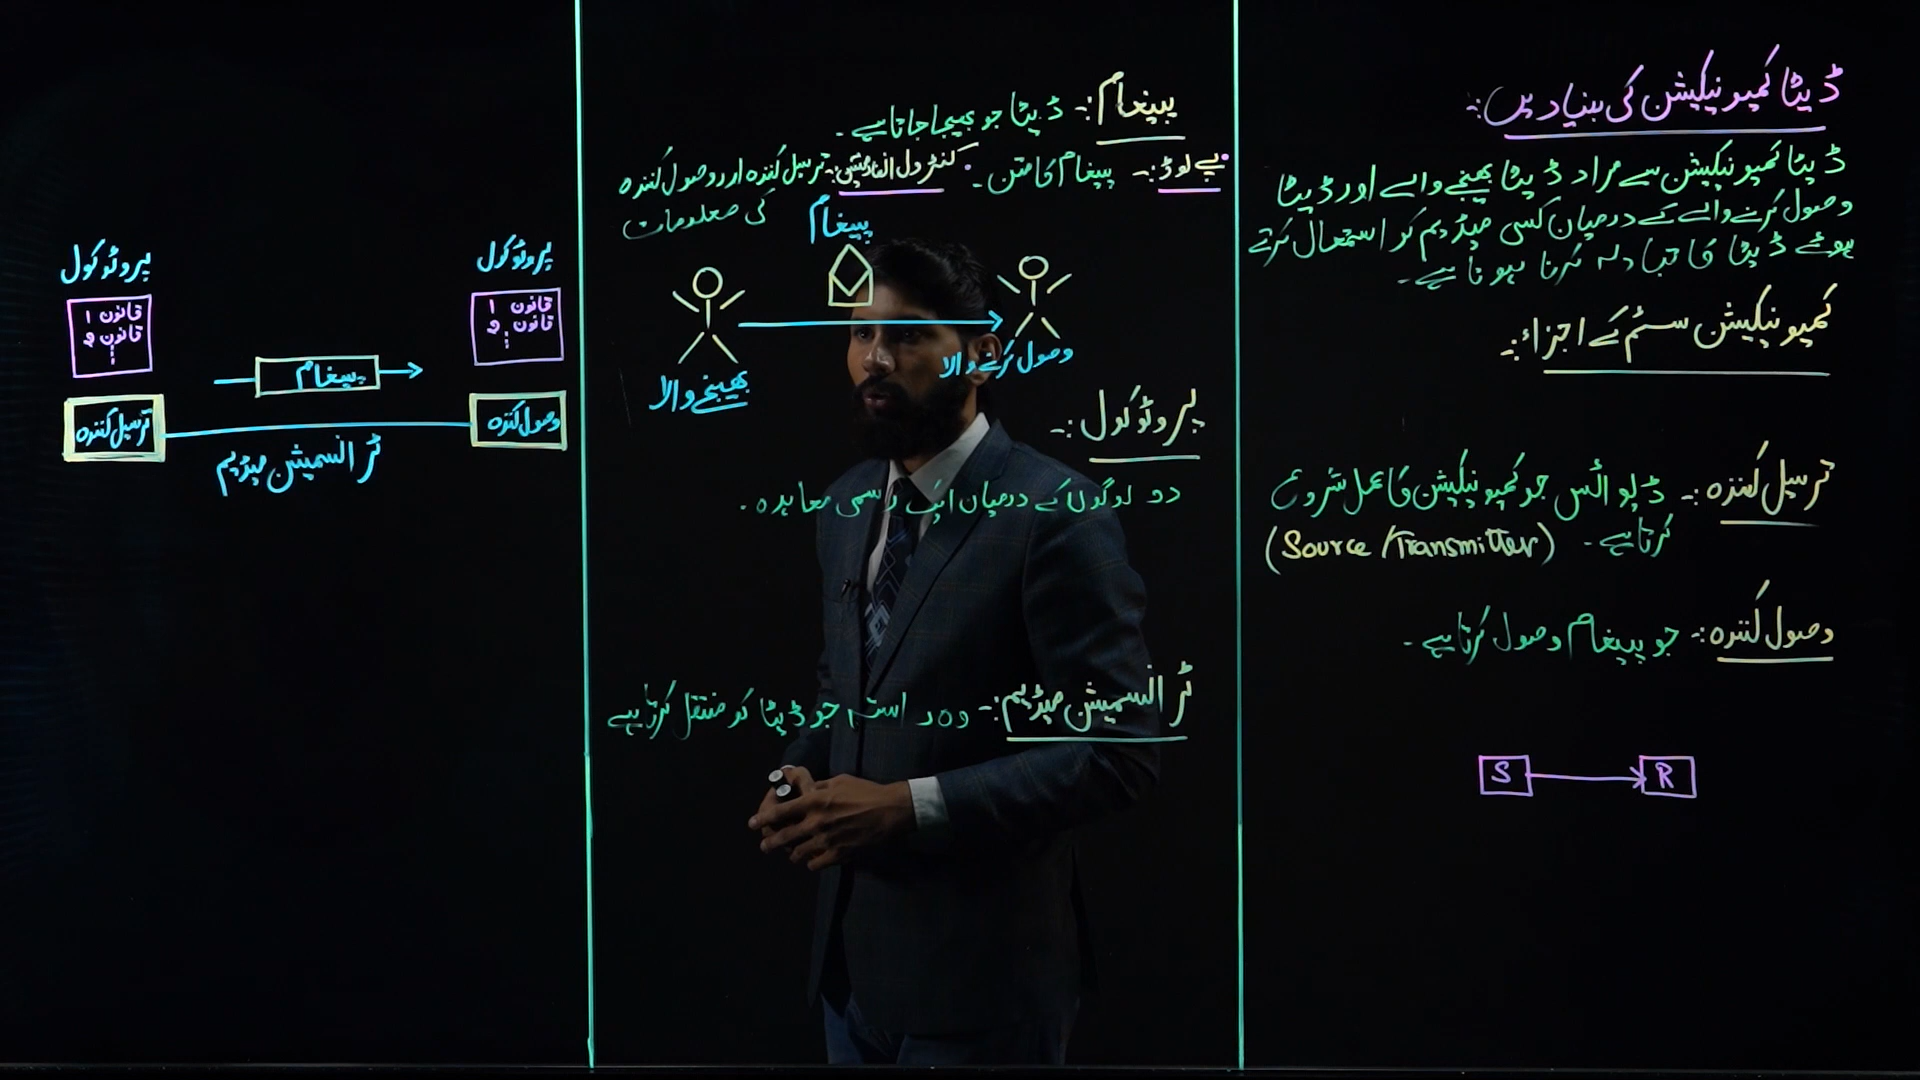 ڈیٹا کمیونیکیشن کی بنیادیں:-
ڈیٹا کمیونیکیشن سے مراد ڈیٹا بھیجنے والے اور ڈیٹا
وصول کرنے والے کے درمیان کسی میڈیم کو استعمال کرتے
ہوئے ڈیٹا کا تبادلہ کرنا ہوتا ہے۔
کمیونیکیشن سسٹم کے اجزاء:-
ترسیل کنندہ:- ڈیوائس جو کمیونیکیشن کا عمل شروع
کرتا ہے۔ (Source/Transmitter)
وصول کنندہ:- جو پیغام وصول کرتا ہے۔
S R
پیغام:- ڈیٹا جو بھیجا جاتا ہے۔
پے لوڈ:- پیغام کا متن۔ کنٹرول انفارمیشن:- ترسیل کنندہ اور وصول کنندہ
کی معلومات
پیغام
بھیجنے والا
وصول کرنے والا
پروٹوکول:-
دو لوگوں کے درمیان ایک رسمی معاہدہ۔
ٹرانسمیشن میڈیم:- وہ راستہ جو ڈیٹا کو منتقل کرتا ہے
پروٹوکول
قانون 1
قانون 2
پروٹوکول
قانون 1
قانون 2
پیغام
وصول کنندہ
ترسیل کنندہ
ٹرانسمیشن میڈیم